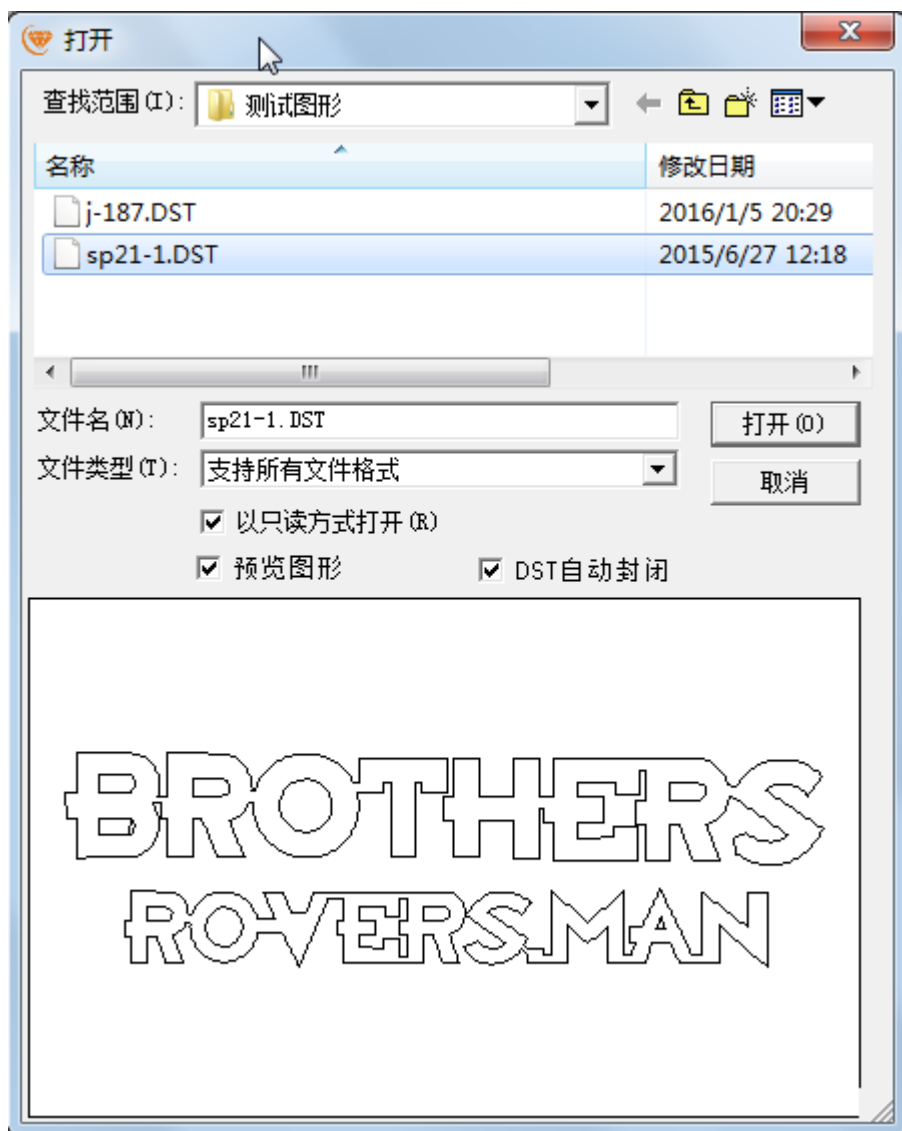 打开
查找范围(I): 测试图形
名称 修改日期
j-187.DST 2016/1/5 20:29
sp21-1.DST 2015/6/27 12:18
文件名(N): sp21-1.DST 打开(O)
文件类型(T): 支持所有文件格式 取消
以只读方式打开(R)
预览图形 DST自动封闭
BROTHERS
ROVERSMAN